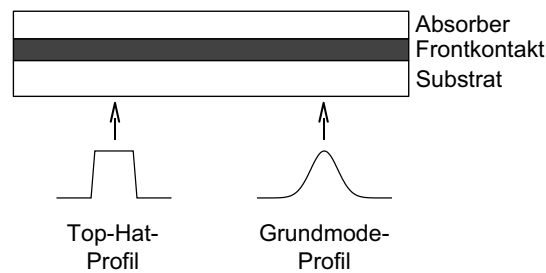 Absorber
Frontkontakt
Substrat
Top-Hat-
Profil
Grundmode-
Profil